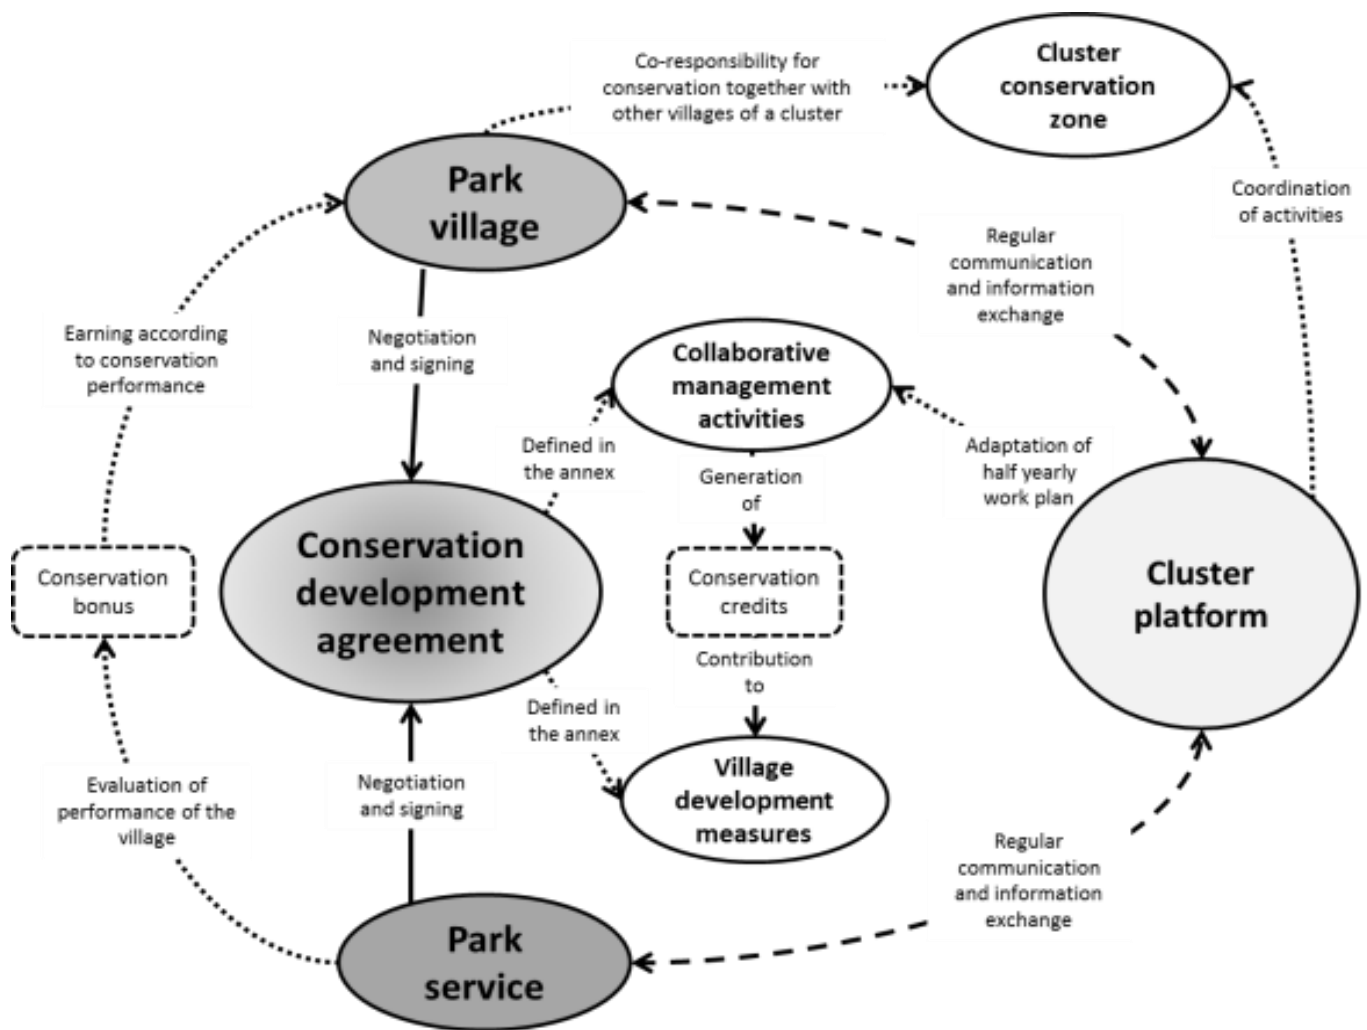 Co-responsibility for
conservation together with
other villages of a cluster
Cluster
conservation
zone
Park
village
Coordination
of activities
Regular
communication
and information
exchange
Earning according
to conservation
performance
Negotiation
and signing
Collaborative
management
activities
Defined in
the annex
Adaptation of
half yearly
work plan
Generation
of
Conservation
development
agreement
Conservation
bonus
Conservation
credits
Cluster
platform
Contribution
to
Defined in
the annex
Evaluation of
performance of the
village
Negotiation
and signing
Village
development
measures
Regular
communication
and information
exchange
Park
service